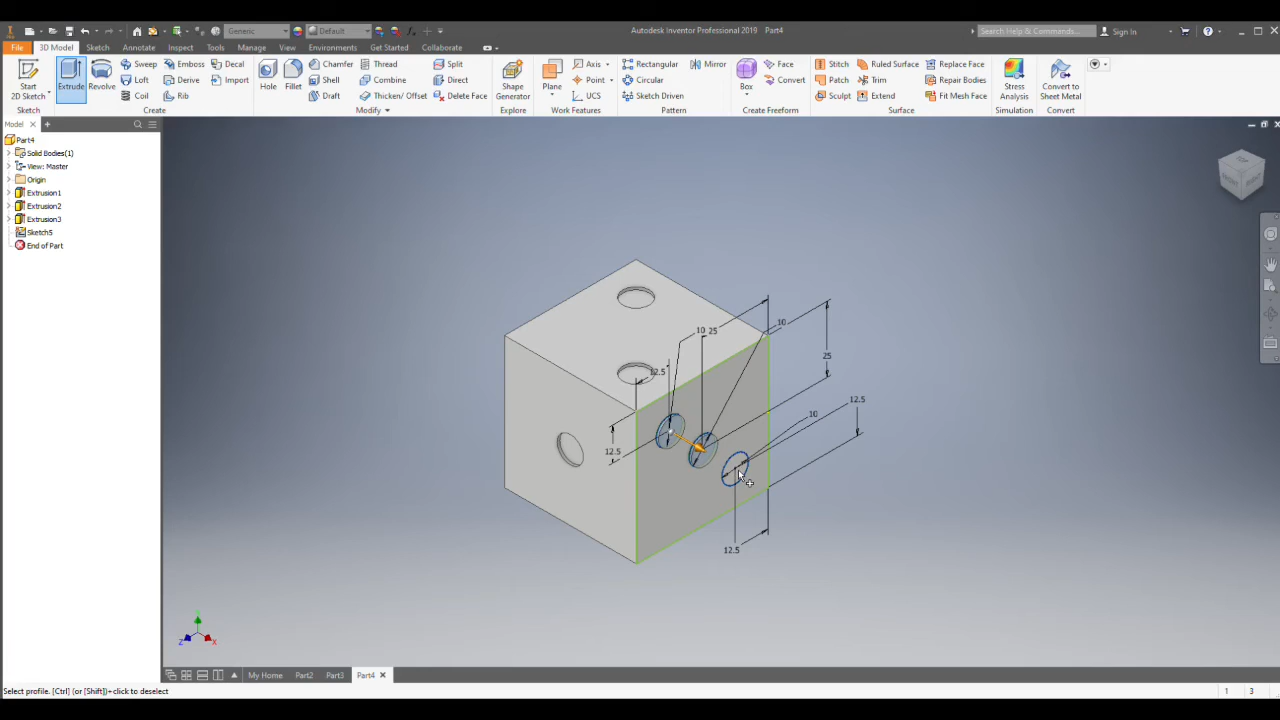 Generic Default Autodesk Inventor Professional 2019 Part4 Search Help & Commands... Sign In
File 3D Model Sketch Annotate Inspect Tools Manage View Environments Get Started Collaborate
Sweep Emboss Decal Chamfer Thread Split Axis Rectangular Mirror Face Stitch Ruled Surface Replace Face
Start 2D Sketch Extrude Revolve Loft Derive Import Hole Fillet Shell Combine Direct Shape Generator Plane Point Circular Box Convert Patch Trim Repair Bodies Stress Analysis Convert to Sheet Metal
Coil Rib Draft Thicken/ Offset Delete Face UCS Sketch Driven Sculpt Extend Fit Mesh Face
Sketch Create Modify Explore Work Features Pattern Create Freeform Surface Simulation Convert
Model
Part4
Solid Bodies(1)
View: Master
Origin
Extrusion1
Extrusion2
Extrusion3
Sketch5
End of Part
TOP
FRONT
RIGHT
10 25
10
25
12.5
12.5
10
12.5
12.5
Y
Z
X
My Home Part2 Part3 Part4
Select profile. [Ctrl] (or [Shift])+click to deselect 1 3